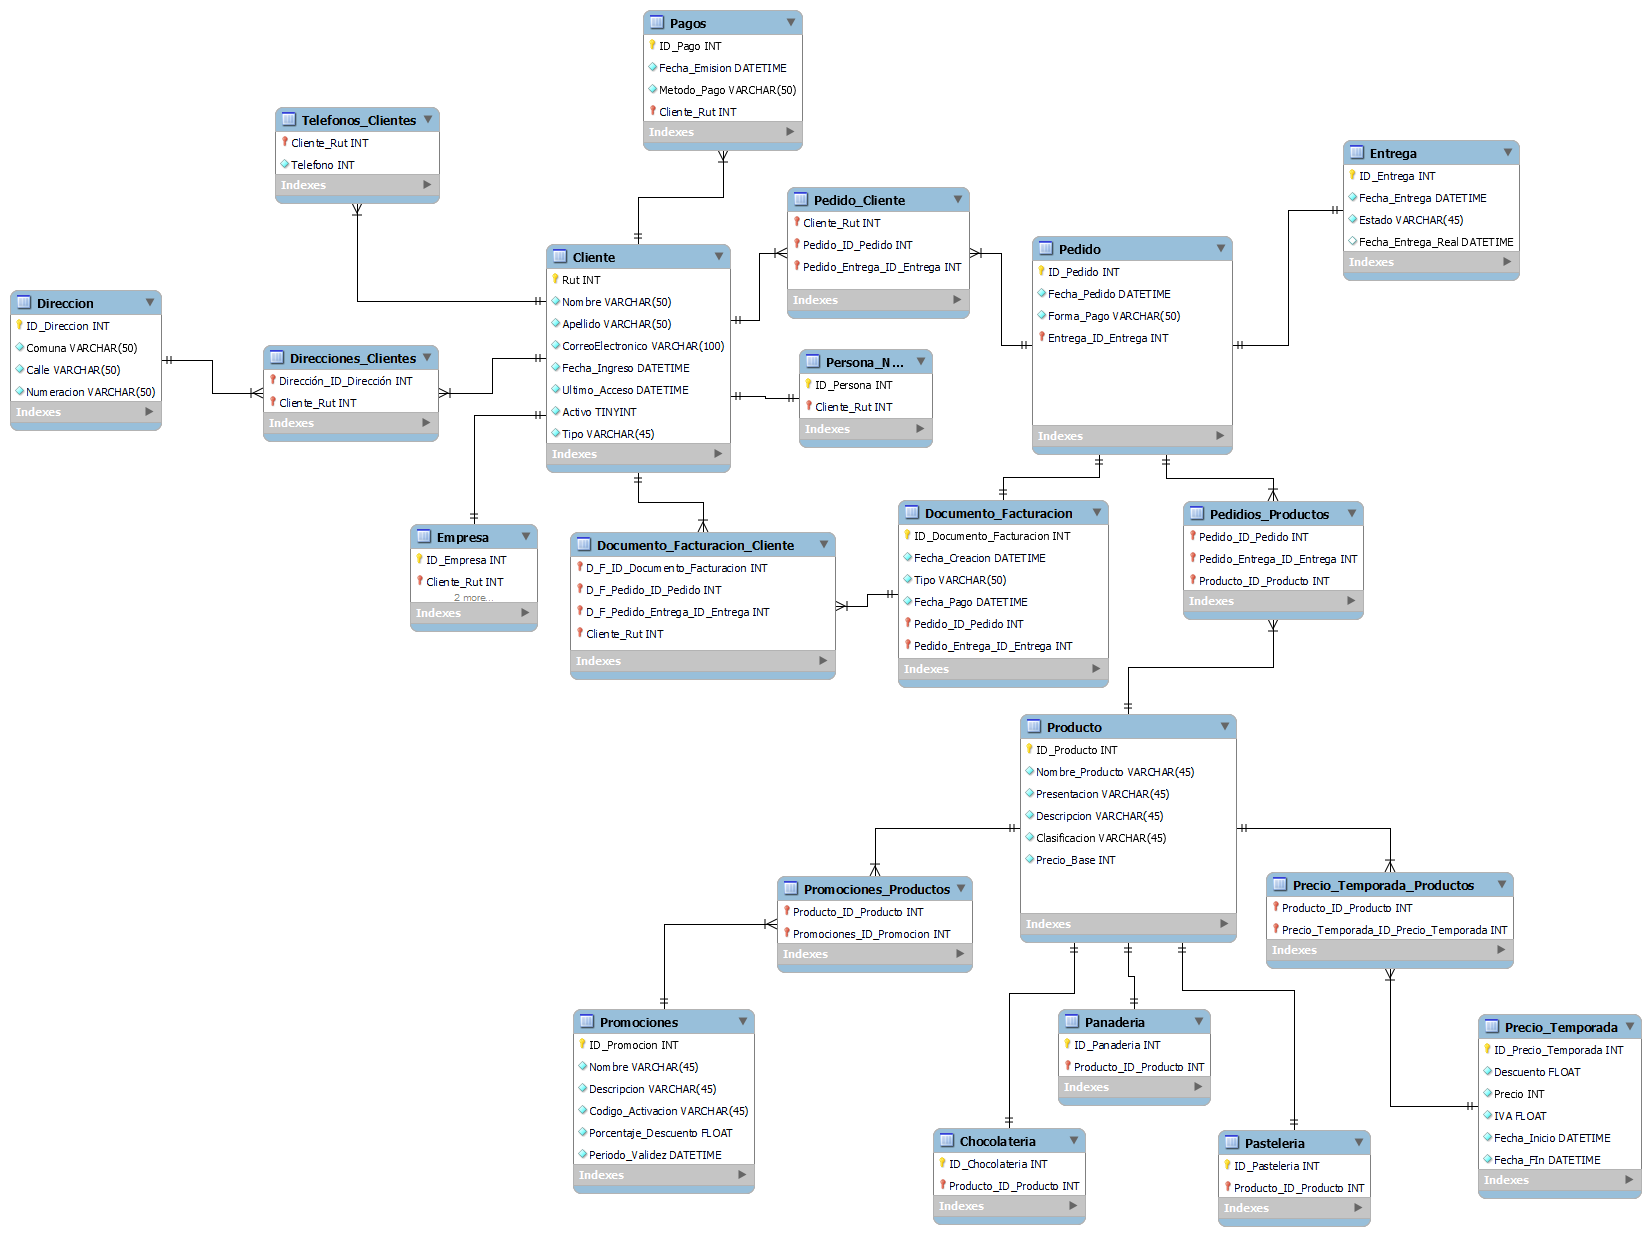 Pagos
ID_Pago INT
Fecha_Emision DATETIME
Metodo_Pago VARCHAR(50)
Cliente_Rut INT
Indexes
Telefonos_Clientes
Cliente_Rut INT
Telefono INT
Indexes
Entrega
ID_Entrega INT
Fecha_Entrega DATETIME
Estado VARCHAR(45)
Fecha_Entrega_Real DATETIME
Indexes
Pedido_Cliente
Cliente_Rut INT
Pedido_ID_Pedido INT
Pedido_Entrega_ID_Entrega INT
Indexes
Pedido
ID_Pedido INT
Fecha_Pedido DATETIME
Forma_Pago VARCHAR(50)
Entrega_ID_Entrega INT
Indexes
Cliente
Rut INT
Nombre VARCHAR(50)
Apellido VARCHAR(50)
CorreoElectronico VARCHAR(100)
Fecha_Ingreso DATETIME
Ultimo_Acceso DATETIME
Activo TINYINT
Tipo VARCHAR(45)
Indexes
Direccion
ID_Direccion INT
Comuna VARCHAR(50)
Calle VARCHAR(50)
Numeracion VARCHAR(50)
Indexes
Direcciones_Clientes
Dirección_ID_Dirección INT
Cliente_Rut INT
Indexes
Persona_N...
ID_Persona INT
Cliente_Rut INT
Indexes
Empresa
ID_Empresa INT
Cliente_Rut INT
2 more...
Indexes
Documento_Facturacion_Cliente
D_F_ID_Documento_Facturacion INT
D_F_Pedido_ID_Pedido INT
D_F_Pedido_Entrega_ID_Entrega INT
Cliente_Rut INT
Indexes
Documento_Facturacion
ID_Documento_Facturacion INT
Fecha_Creacion DATETIME
Tipo VARCHAR(50)
Fecha_Pago DATETIME
Pedido_ID_Pedido INT
Pedido_Entrega_ID_Entrega INT
Indexes
Pedidios_Productos
Pedido_ID_Pedido INT
Pedido_Entrega_ID_Entrega INT
Producto_ID_Producto INT
Indexes
Producto
ID_Producto INT
Nombre_Producto VARCHAR(45)
Presentacion VARCHAR(45)
Descripcion VARCHAR(45)
Clasificacion VARCHAR(45)
Precio_Base INT
Indexes
Promociones_Productos
Producto_ID_Producto INT
Promociones_ID_Promocion INT
Indexes
Precio_Temporada_Productos
Producto_ID_Producto INT
Precio_Temporada_ID_Precio_Temporada INT
Indexes
Promociones
ID_Promocion INT
Nombre VARCHAR(45)
Descripcion VARCHAR(45)
Codigo_Activacion VARCHAR(45)
Porcentaje_Descuento FLOAT
Periodo_Validez DATETIME
Indexes
Panaderia
ID_Panaderia INT
Producto_ID_Producto INT
Indexes
Precio_Temporada
ID_Precio_Temporada INT
Descuento FLOAT
Precio INT
IVA FLOAT
Fecha_Inicio DATETIME
Fecha_FIn DATETIME
Indexes
Chocolateria
ID_Chocolateria INT
Producto_ID_Producto INT
Indexes
Pasteleria
ID_Pasteleria INT
Producto_ID_Producto INT
Indexes